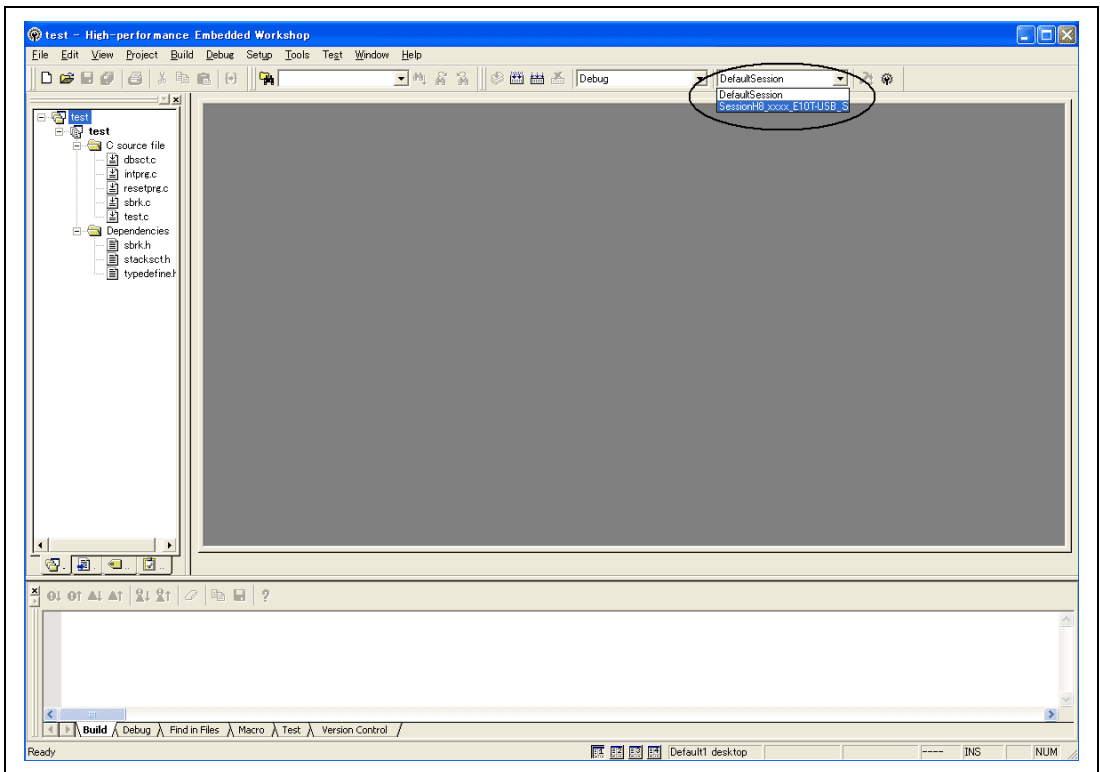 test - High-performance Embedded Workshop
File Edit View Project Build Debug Setup Tools Test Window Help
Debug DefaultSession
DefaultSession
SessionH8_xxxx_E10T-USB_S
test
test
C source file
dbsct.c
intprg.c
resetprg.c
sbrk.c
test.c
Dependencies
sbrk.h
stacksct.h
typedefine.h
Build Debug Find in Files Macro Test Version Control
Ready Default1 desktop ---- INS NUM